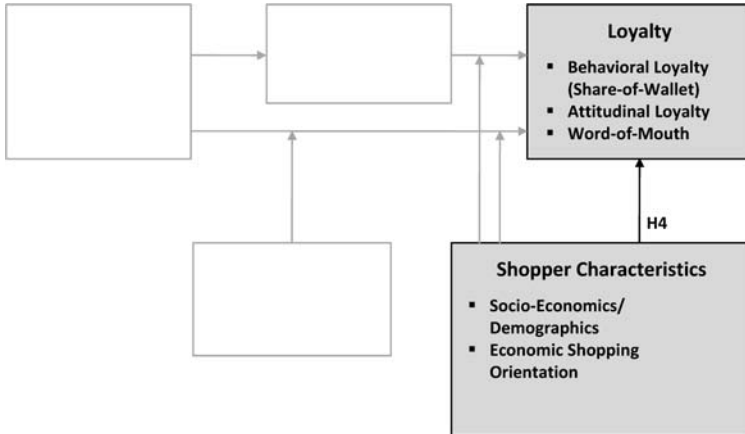 Loyalty
▪ Behavioral Loyalty
(Share-of-Wallet)
▪ Attitudinal Loyalty
▪ Word-of-Mouth
H4
Shopper Characteristics
▪ Socio-Economics/
Demographics
▪ Economic Shopping
Orientation